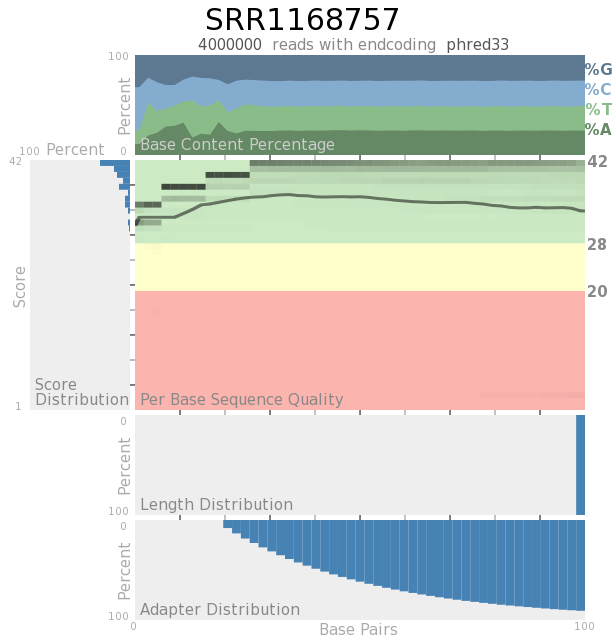 SRR1168757
4000000 reads with endcoding phred33
100
Percent
0
%G
%C
%T
%A
Base Content Percentage
Percent
100 0
42
Score
1
Score
Distribution
42
28
20
Per Base Sequence Quality
0
Percent
100
Length Distribution
0
Percent
100
Adapter Distribution
0
Base Pairs
100